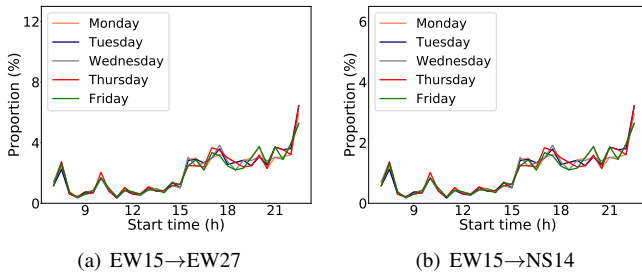 Monday
Tuesday
Wednesday
Thursday
Friday
Proportion (%)
12
8
4
0
9 12 15 18 21
Start time (h)
(a) EW15→EW27
Monday
Tuesday
Wednesday
Thursday
Friday
Proportion (%)
6
4
2
0
9 12 15 18 21
Start time (h)
(b) EW15→NS14